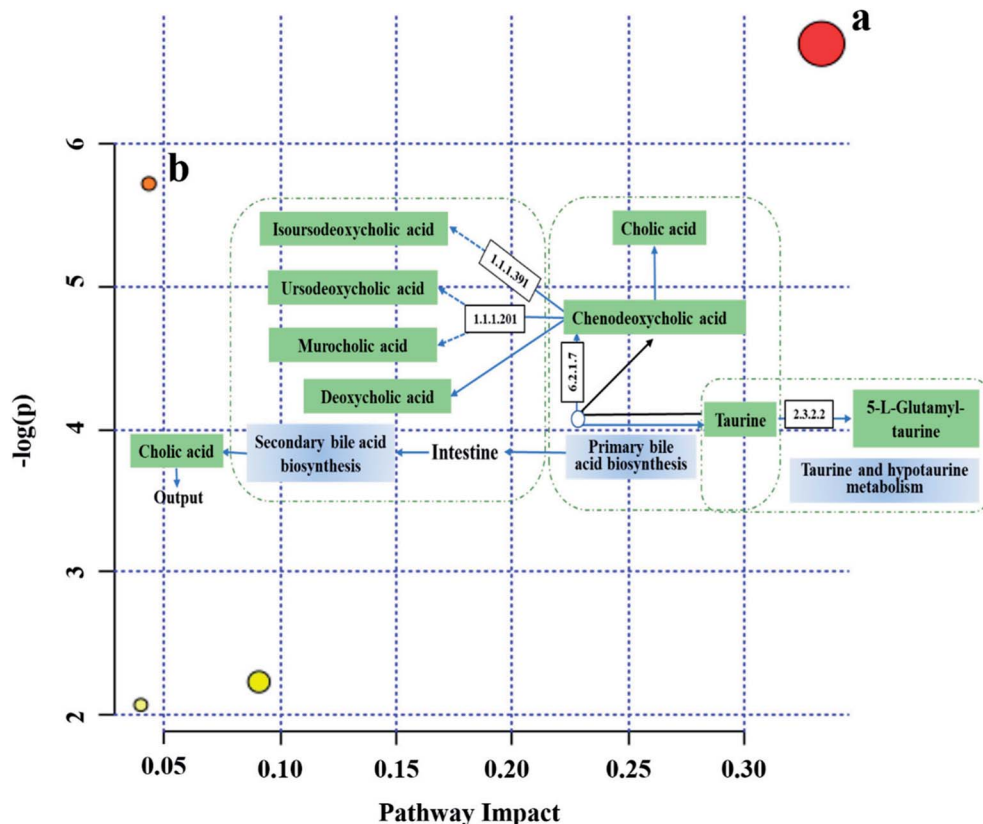 a
6
b
Isoursodeoxycholic acid
1.1.1.391
Cholic acid
5
Ursodeoxycholic acid
1.1.1.201
Chenodeoxycholic acid
Murocholic acid
6.2.1.7
Deoxycholic acid
4
Taurine
2.3.2.2
5-L-Glutamyl-
taurine
Cholic acid
Secondary bile acid
biosynthesis
Intestine
Primary bile
acid biosynthesis
Taurine and hypotaurine
metabolism
Output
-log(p)
3
2
0.05
0.10
0.15
0.20
0.25
0.30
Pathway Impact